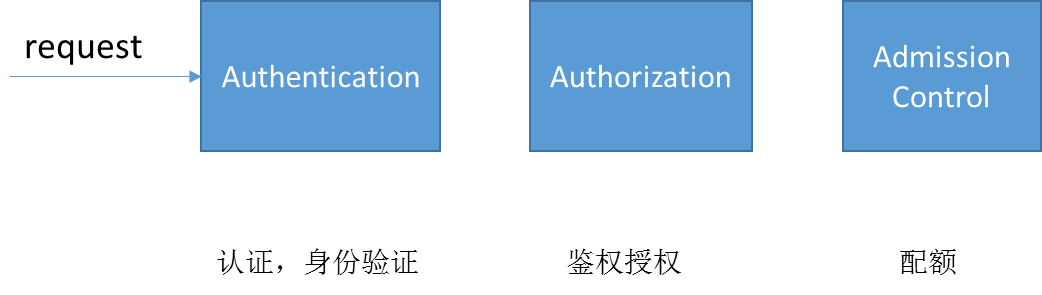 request
Authentication
Authorization
Admission
Control
认证，身份验证
鉴权授权
配额